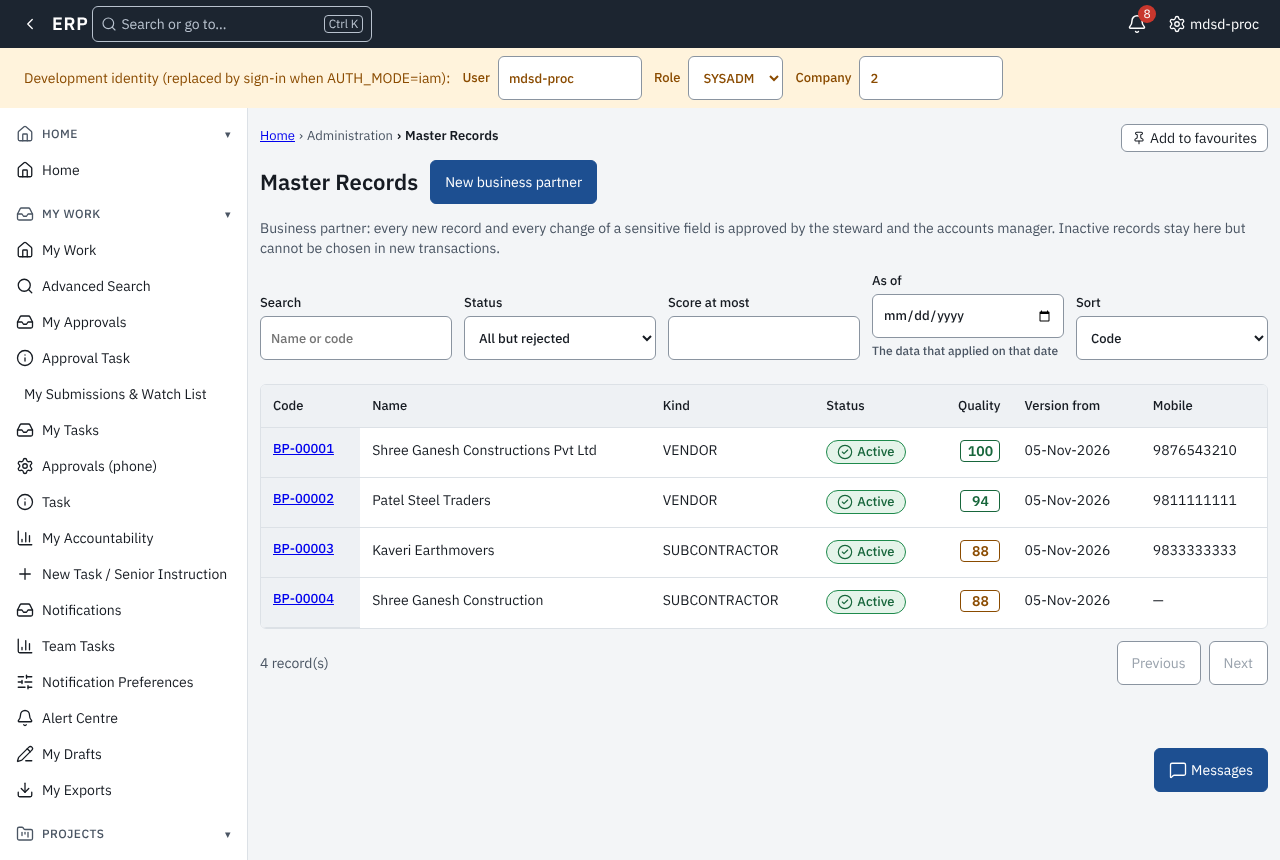 ERP
Search or go to...
Ctrl K
8
mdsd-proc
Development identity (replaced by sign-in when AUTH_MODE=iam):
User
mdsd-proc
Role
SYSADM
Company
2
HOME
Home
MY WORK
My Work
Advanced Search
My Approvals
Approval Task
My Submissions & Watch List
My Tasks
Approvals (phone)
Task
My Accountability
New Task / Senior Instruction
Notifications
Team Tasks
Notification Preferences
Alert Centre
My Drafts
My Exports
PROJECTS
Home › Administration › Master Records
Add to favourites
Master Records
New business partner
Business partner: every new record and every change of a sensitive field is approved by the steward and the accounts manager. Inactive records stay here but
cannot be chosen in new transactions.
Search
Name or code
Status
All but rejected
Score at most
As of
mm/dd/yyyy
The data that applied on that date
Sort
Code
Code Name Kind Status Quality Version from Mobile
BP-00001 Shree Ganesh Constructions Pvt Ltd VENDOR Active 100 05-Nov-2026 9876543210
BP-00002 Patel Steel Traders VENDOR Active 94 05-Nov-2026 9811111111
BP-00003 Kaveri Earthmovers SUBCONTRACTOR Active 88 05-Nov-2026 9833333333
BP-00004 Shree Ganesh Construction SUBCONTRACTOR Active 88 05-Nov-2026 —
4 record(s)
Previous
Next
Messages